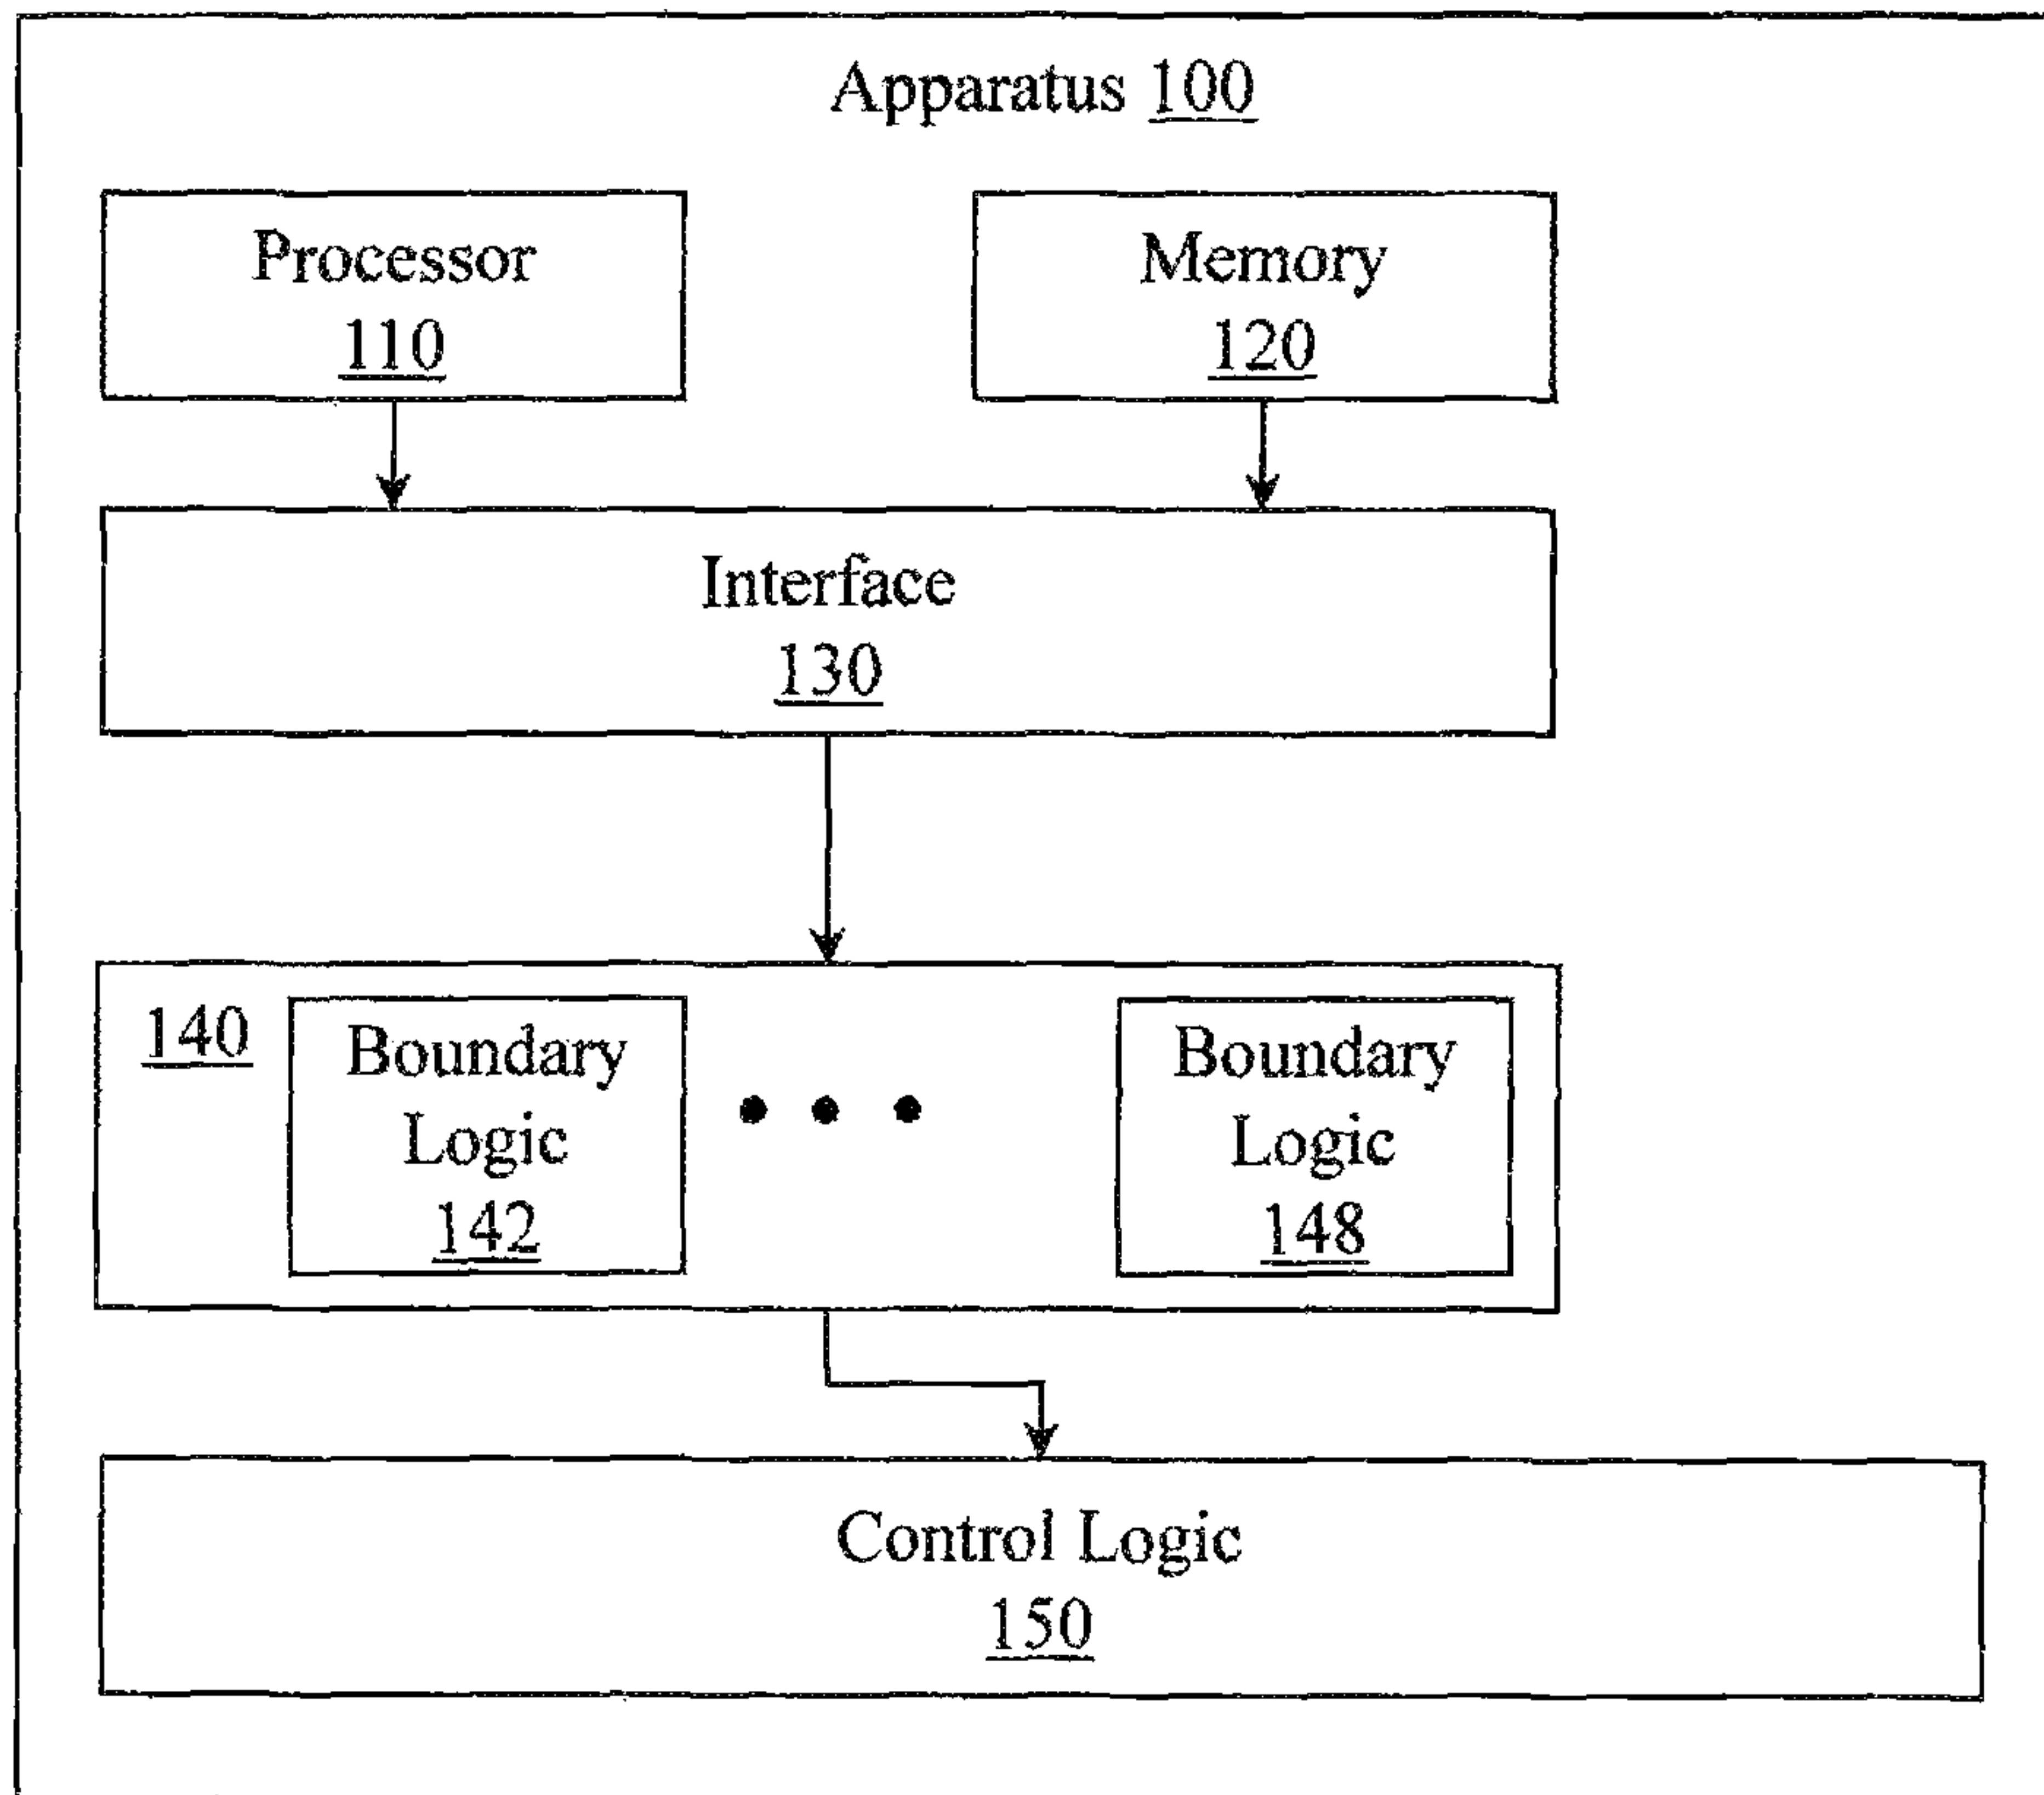 Apparatus 100
Processor
110
Memory
120
Interface
130
140
Boundary
Logic
142
Boundary
Logic
148
Control Logic
150